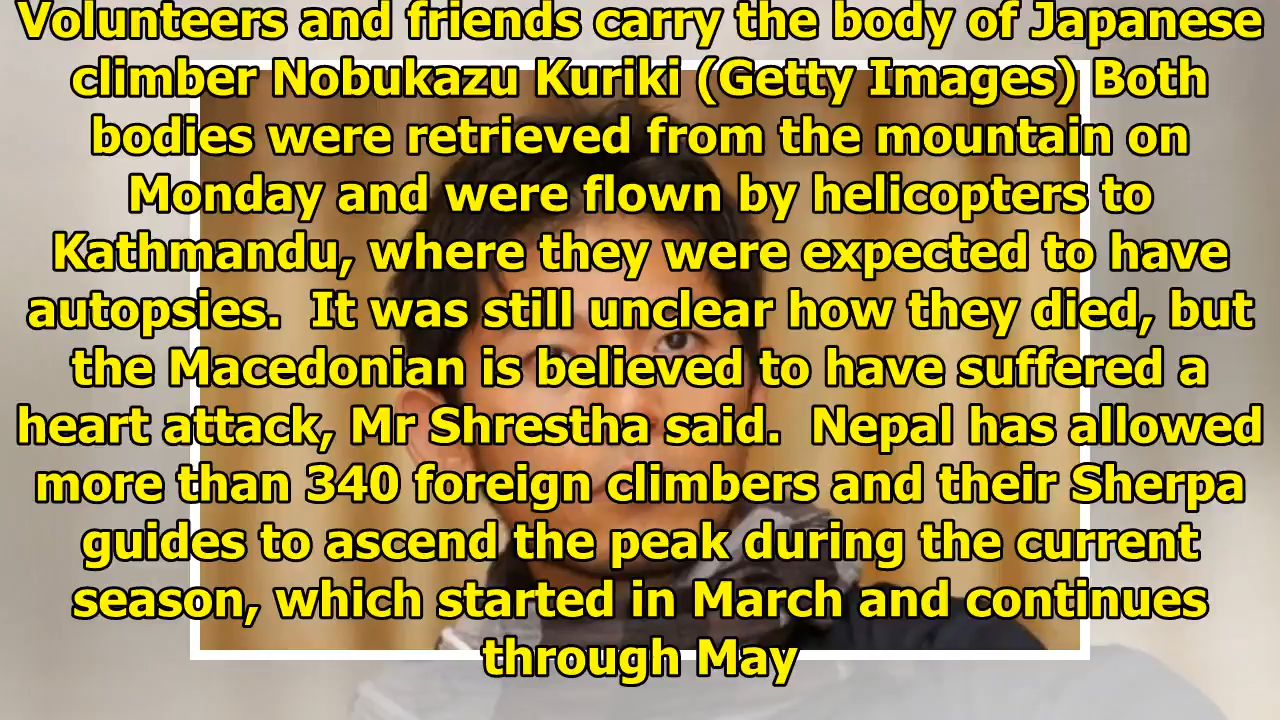 Volunteers and friends carry the body of Japanese
climber Nobukazu Kuriki (Getty Images) Both
bodies were retrieved from the mountain on
Monday and were flown by helicopters to
Kathmandu, where they were expected to have
autopsies.  It was still unclear how they died, but
the Macedonian is believed to have suffered a
heart attack, Mr Shrestha said.  Nepal has allowed
more than 340 foreign climbers and their Sherpa
guides to ascend the peak during the current
season, which started in March and continues
through May